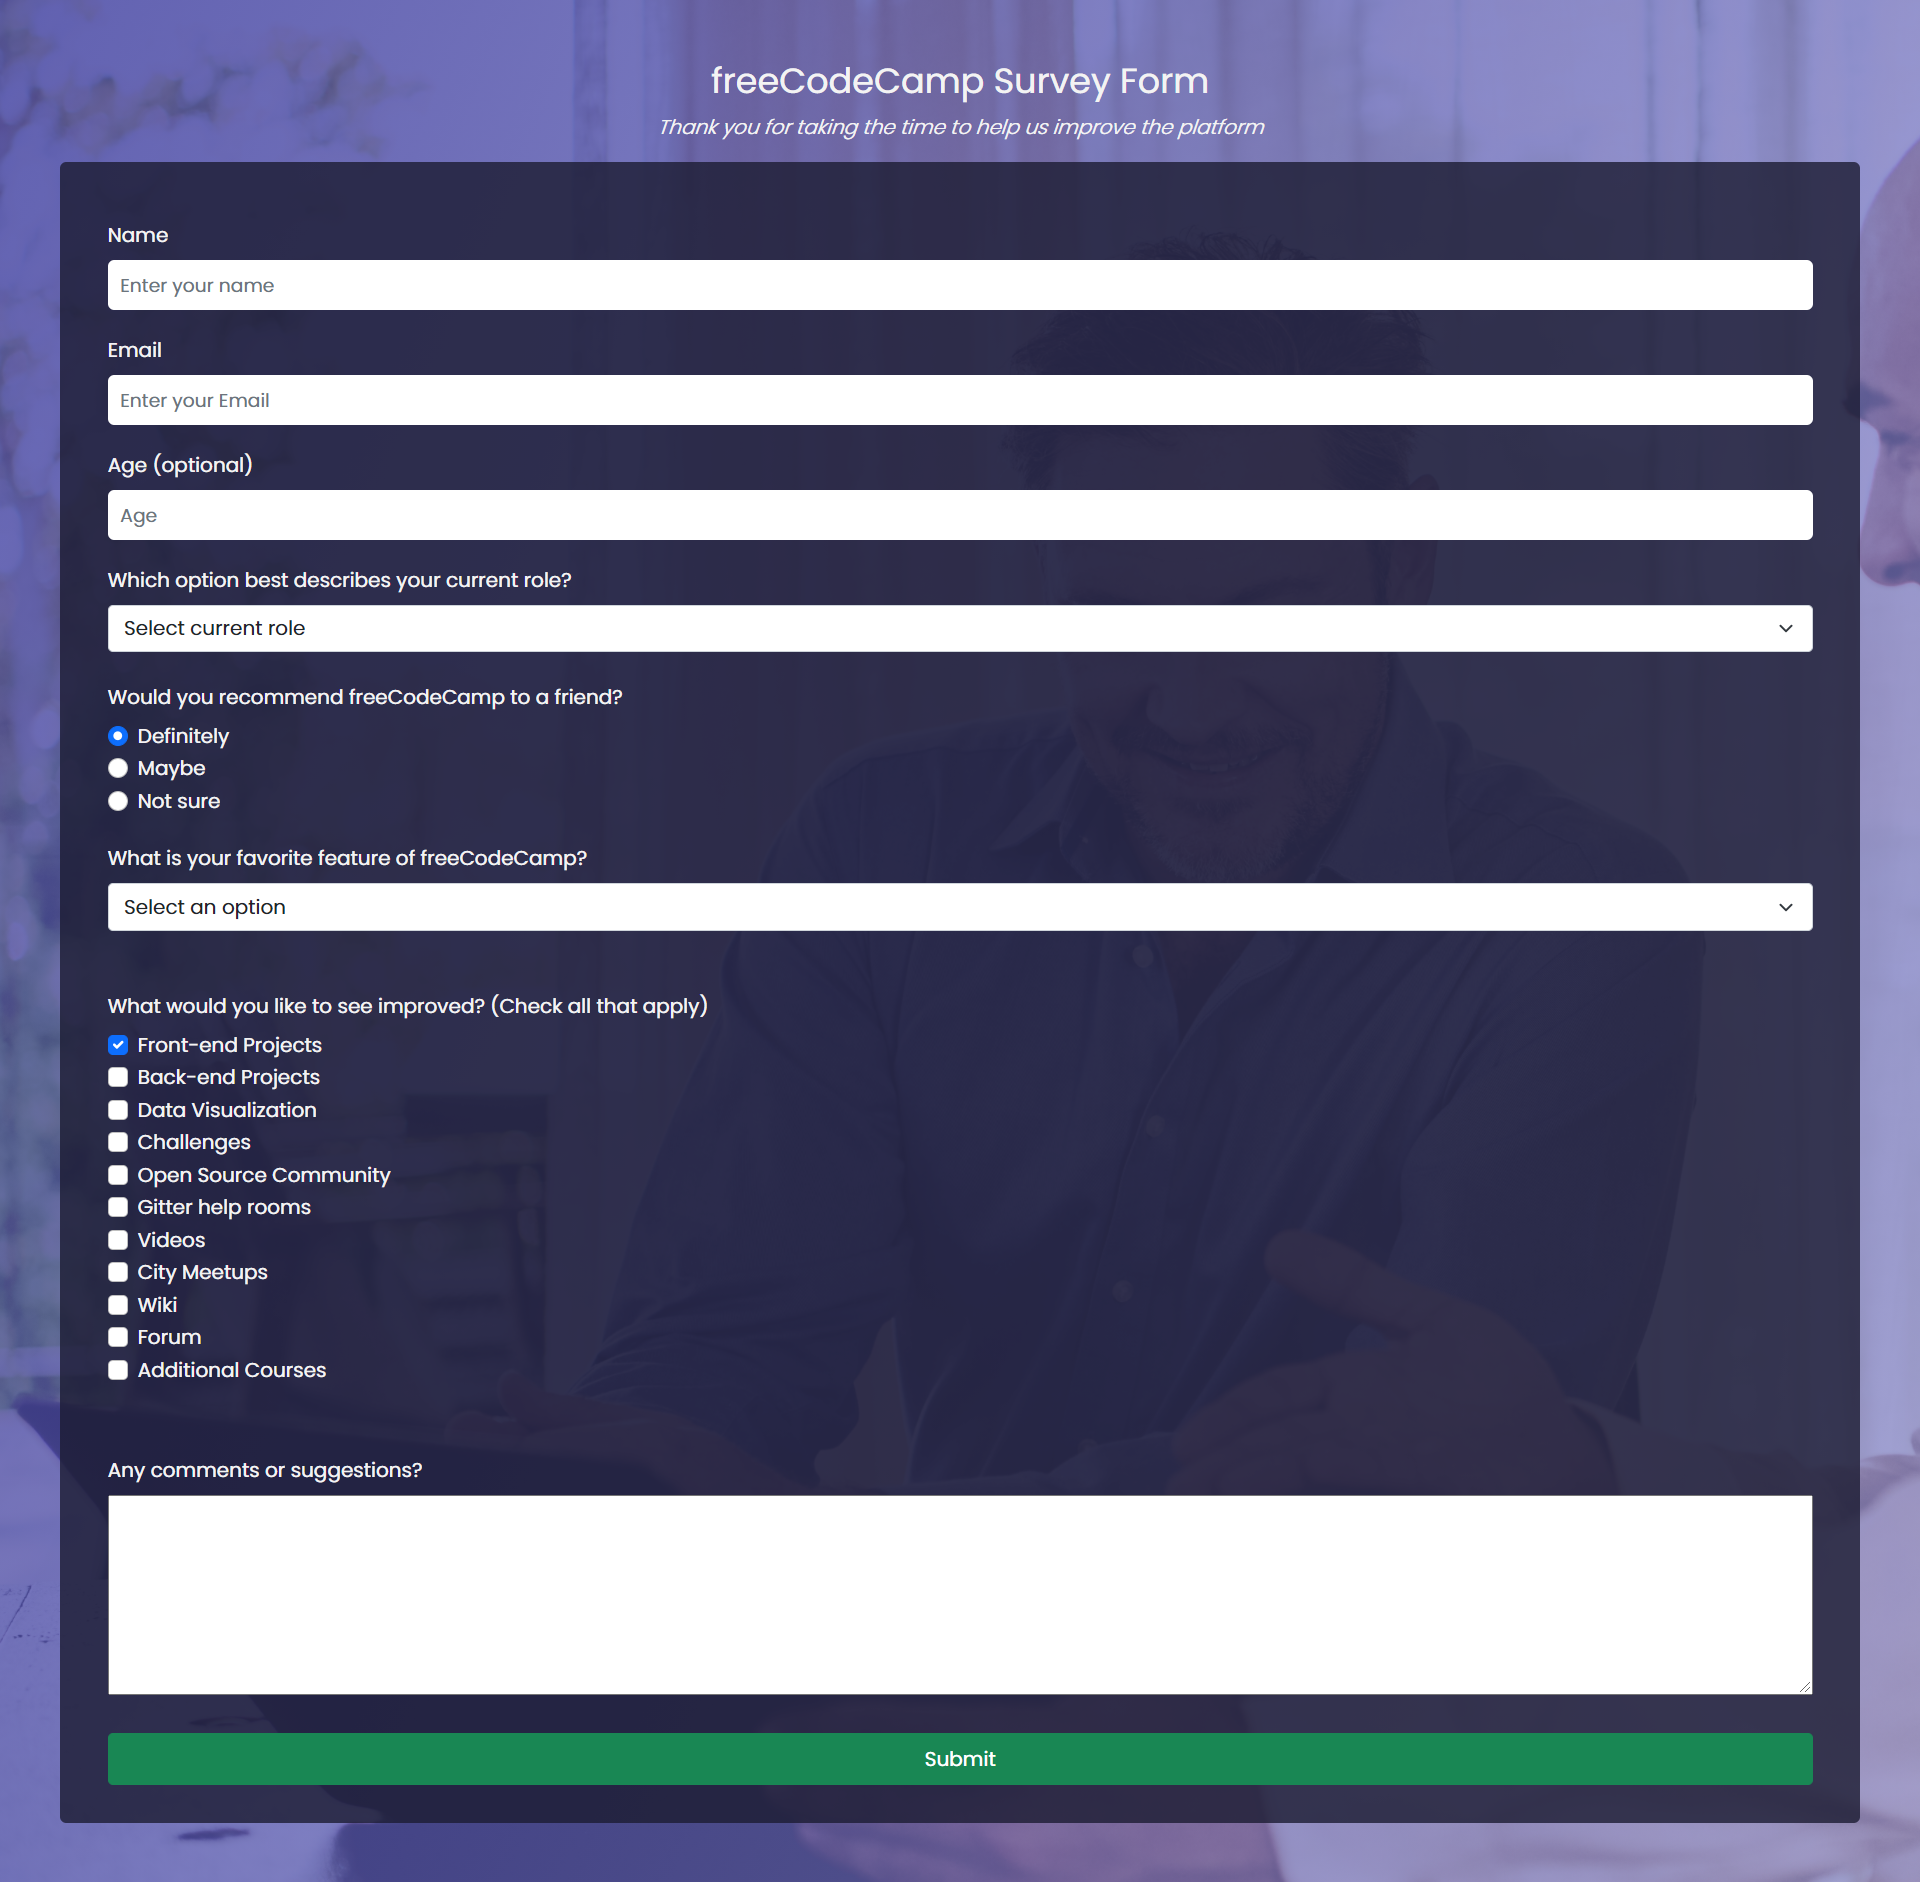 freeCodeCamp Survey Form
Thank you for taking the time to help us improve the platform
Name
Enter your name
Email
Enter your Email
Age (optional)
Age
Which option best describes your current role?
Select current role
Would you recommend freeCodeCamp to a friend?
Definitely
Maybe
Not sure
What is your favorite feature of freeCodeCamp?
Select an option
What would you like to see improved? (Check all that apply)
Front-end Projects
Back-end Projects
Data Visualization
Challenges
Open Source Community
Gitter help rooms
Videos
City Meetups
Wiki
Forum
Additional Courses
Any comments or suggestions?
Submit